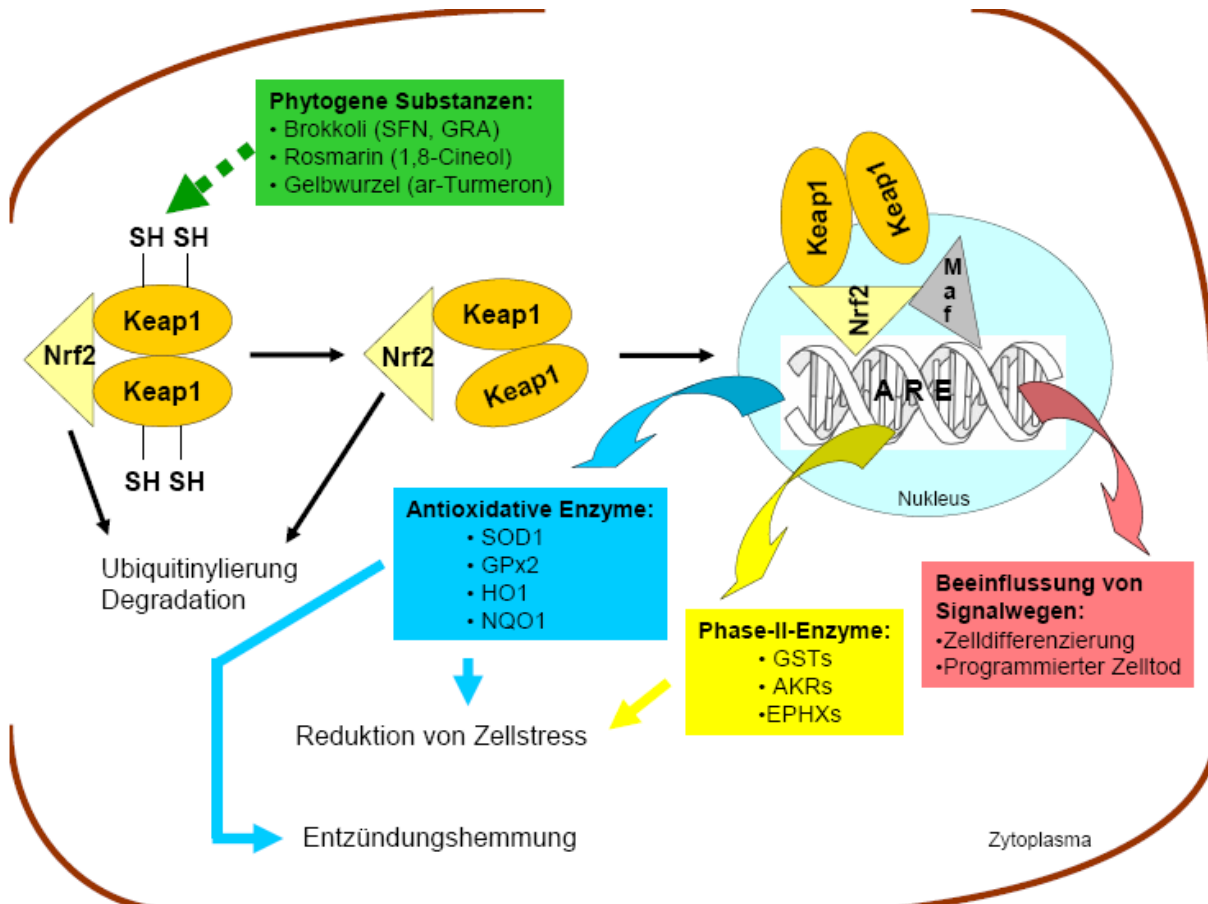 Phytogene Substanzen:
• Brokkoli (SFN, GRA)
• Rosmarin (1,8-Cineol)
• Gelbwurzel (ar-Turmeron)
SH SH
Keap1
Nrf2
Keap1
SH SH
Keap1
Nrf2
Keap1
Keap1
Keap1
Maf
Nrf2
ARE
Nukleus
Ubiquitinylierung
Degradation
Antioxidative Enzyme:
• SOD1
• GPx2
• HO1
• NQO1
Phase-II-Enzyme:
• GSTs
• AKRs
•EPHXs
Beeinflussung von
Signalwegen:
•Zelldifferenzierung
•Programmierter Zelltod
Reduktion von Zellstress
Entzündungshemmung
Zytoplasma